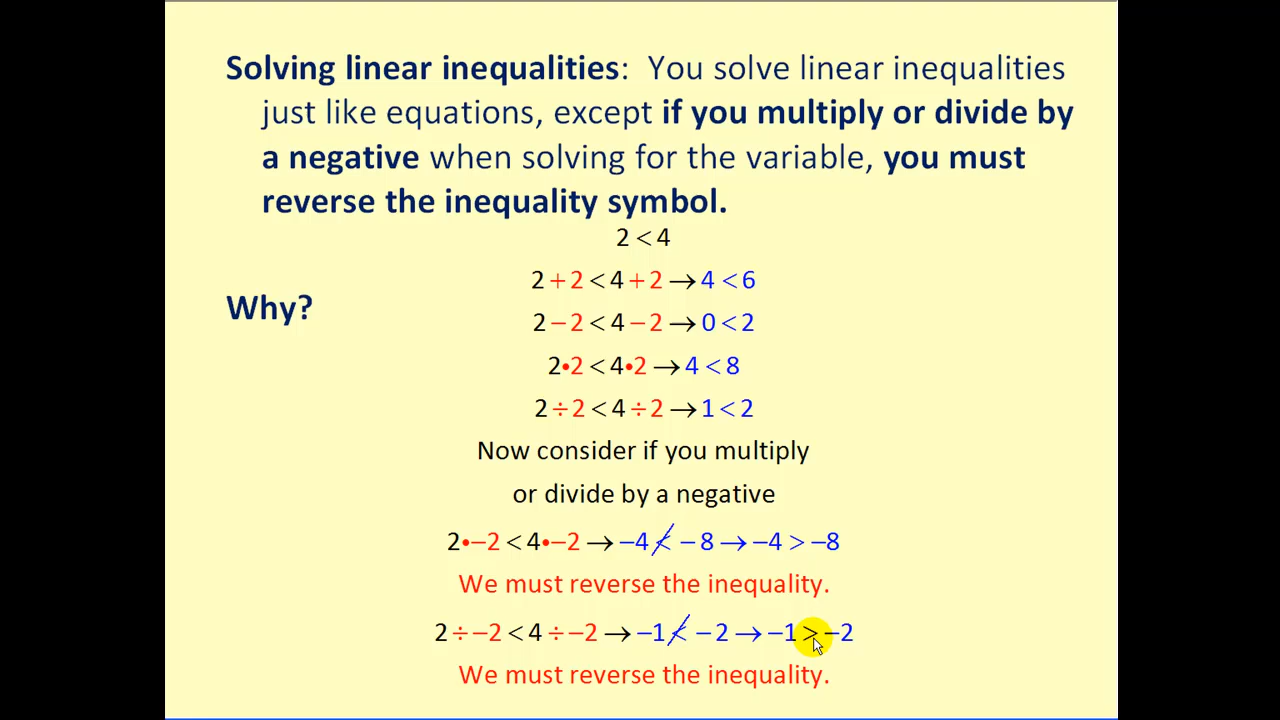 Solving linear inequalities: You solve linear inequalities
just like equations, except if you multiply or divide by
a negative when solving for the variable, you must
reverse the inequality symbol.
2 < 4
2 + 2 < 4 + 2 → 4 < 6
Why?
2 − 2 < 4 − 2 → 0 < 2
2•2 < 4•2 → 4 < 8
2 ÷ 2 < 4 ÷ 2 → 1 < 2
Now consider if you multiply
or divide by a negative
2•−2 < 4•−2 → −4 ≮ −8 → −4 > −8
We must reverse the inequality.
2 ÷ −2 < 4 ÷ −2 → −1 ≮ −2 → −1 > −2
We must reverse the inequality.